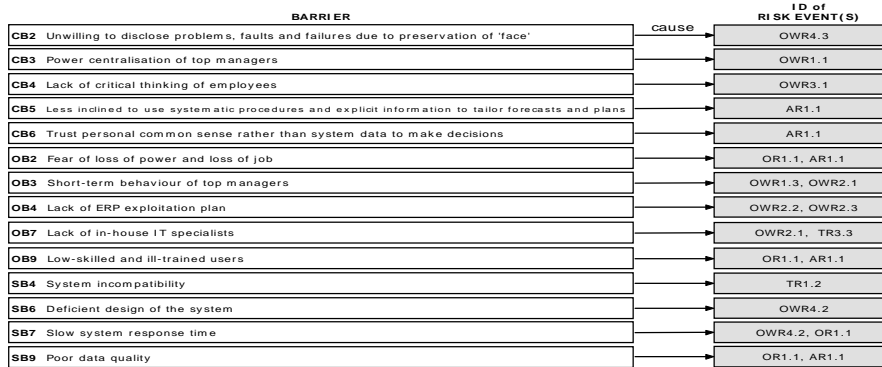 ID of
BARRIER RISK EVENT(S)
cause
CB2 Unwilling to disclose problems, faults and failures due to preservation of 'face' OWR4.3
CB3 Power centralisation of top managers OWR1.1
CB4 Lack of critical thinking of employees OWR3.1
CB5 Less inclined to use systematic procedures and explicit information to tailor forecasts and plans AR1.1
CB6 Trust personal common sense rather than system data to make decisions AR1.1
OB2 Fear of loss of power and loss of job OR1.1, AR1.1
OB3 Short-term behaviour of top managers OWR1.3, OWR2.1
OB4 Lack of ERP exploitation plan OWR2.2, OWR2.3
OB7 Lack of in-house IT specialists OWR2.1, TR3.3
OB9 Low-skilled and ill-trained users OR1.1, AR1.1
SB4 System incompatibility TR1.2
SB6 Deficient design of the system OWR4.2
SB7 Slow system response time OWR4.2, OR1.1
SB9 Poor data quality OR1.1, AR1.1